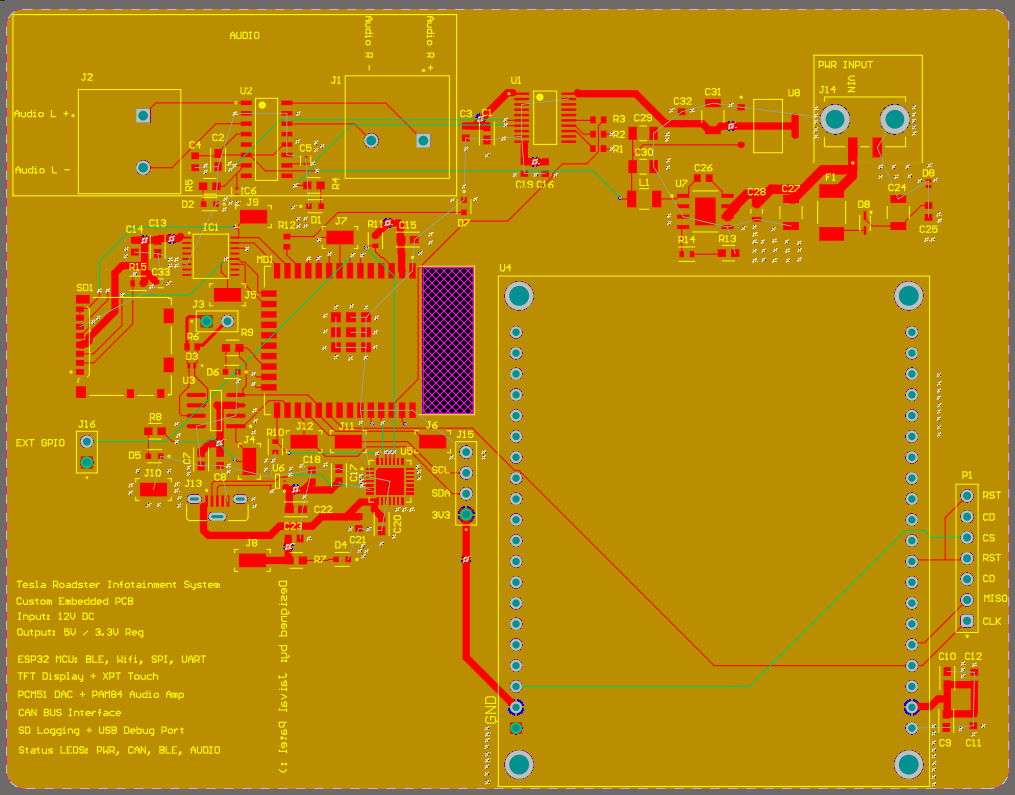 AUDIO
Audio R -
Audio R +
J2
Audio L +
Audio L -
U2
J1
C4
C2
C5
R5
R4
D2
IC6
D1
C3
C1
U1
R3
R2
R1
C19
C16
C32
C31
C29
C30
L1
U8
PWR INPUT
VIN
J14
U7
C26
C28
C27
F1
D8
C24
D9
C25
R14
R13
J9
D7
C14
C13
IC1
R12
J7
R11
C15
R15
C33
MD1
SD1
J5
J3
R6
R9
D3
D6
U3
U4
J16
EXT GPIO
R8
D5
C7
C8
J4
R10
J12
J11
J6
J15
J10
J13
U6
C18
C17
U5
SCL
SDA
3V3
C22
C23
C21
C20
J8
R7
D4
P1
RST
CD
CS
RST
CD
MISO
CLK
C10
C12
C9
C11
GND
Tesla Roadster Infotainment System
Custom Embedded PCB
Input: 12V DC
Output: 5V / 3.3V Reg
ESP32 MCU: BLE, Wifi, SPI, UART
TFT Display + XPT Touch
PCM51 DAC + PAM84 Audio Amp
CAN BUS Interface
SD Logging + USB Debug Port
Status LEDS: PWR, CAN, BLE, AUDIO
Designed by: Jaival Patel :)